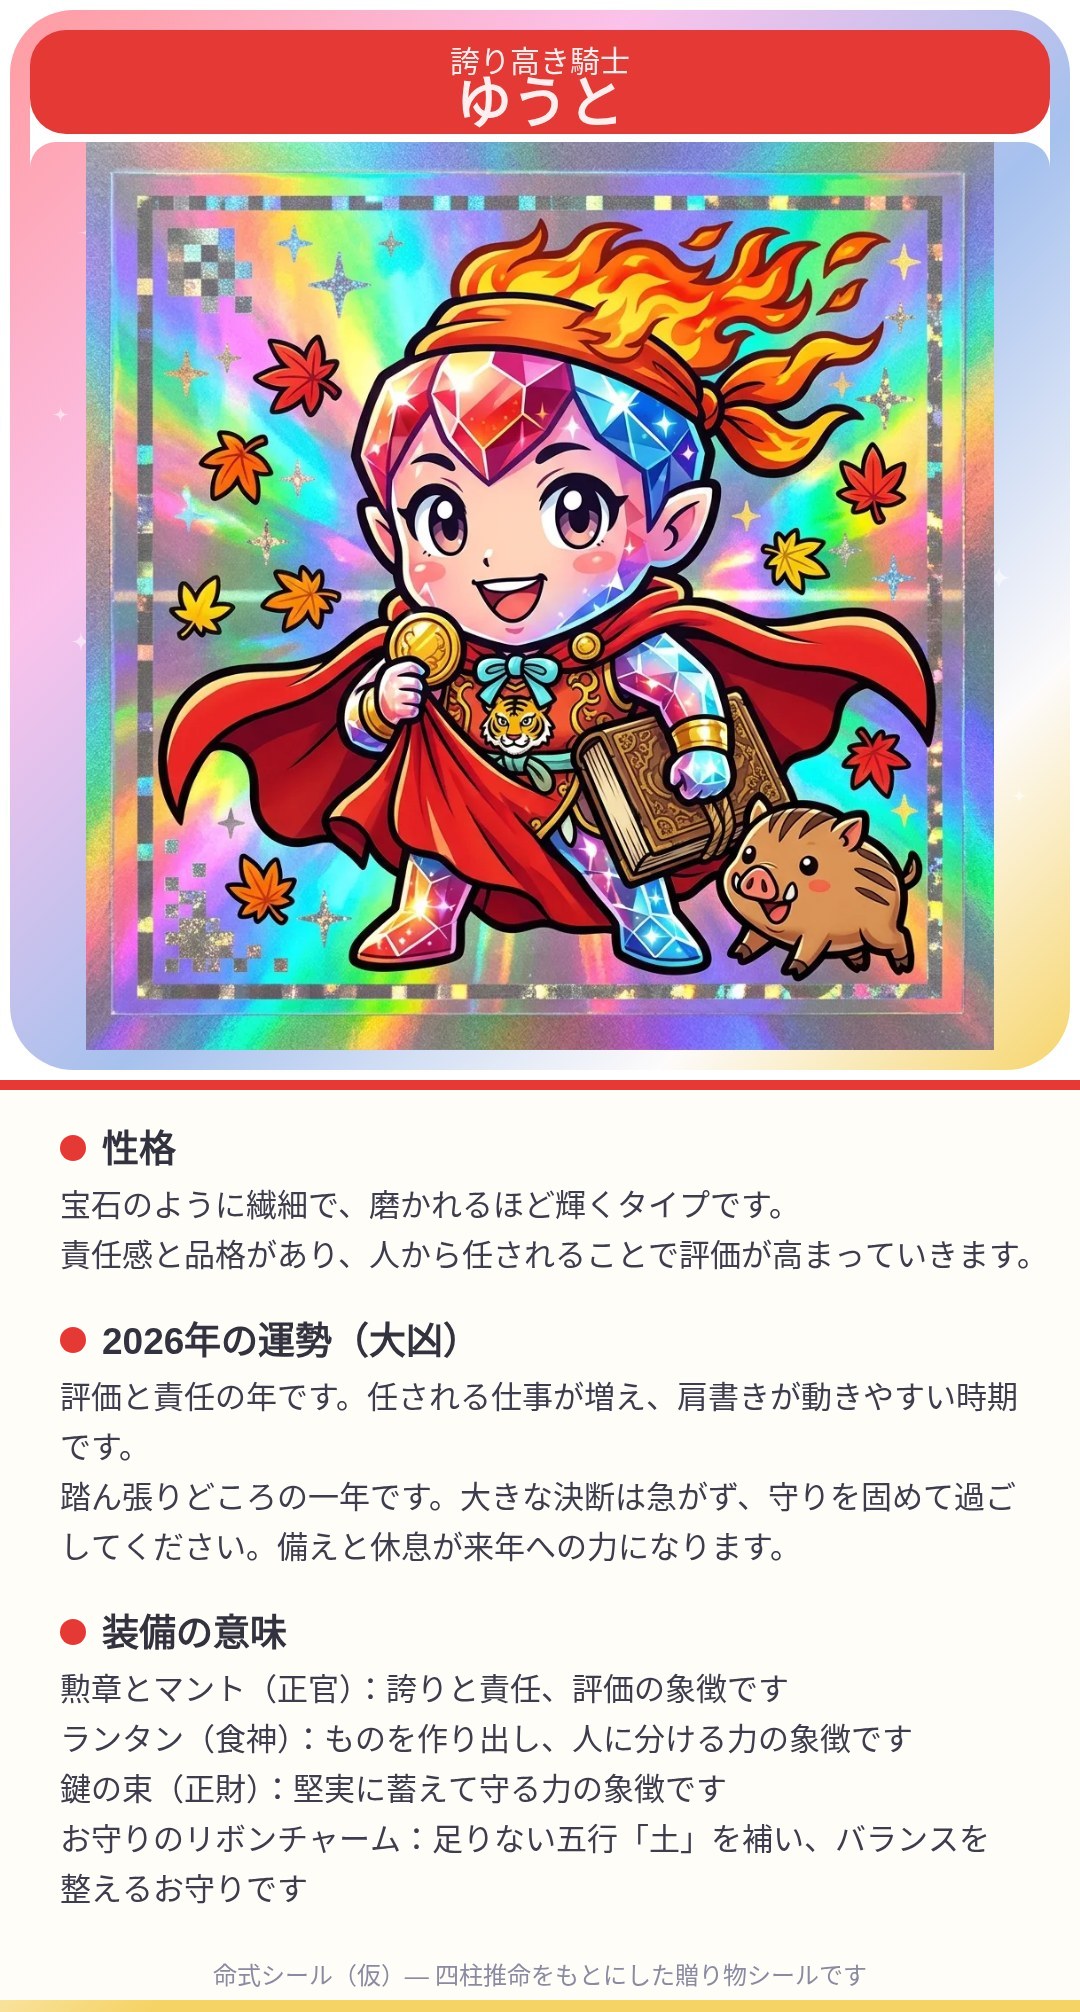 誇り高き騎士
ゆうと
性格
宝石のように繊細で、磨かれるほど輝くタイプです。
責任感と品格があり、人から任されることで評価が高まっていきます。
2026年の運勢（大凶）
評価と責任の年です。任される仕事が増え、肩書きが動きやすい時期
です。
踏ん張りどころの一年です。大きな決断は急がず、守りを固めて過ご
してください。備えと休息が来年への力になります。
装備の意味
勲章とマント（正官）：誇りと責任、評価の象徴です
ランタン（食神）：ものを作り出し、人に分ける力の象徴です
鍵の束（正財）：堅実に蓄えて守る力の象徴です
お守りのリボンチャーム：足りない五行「土」を補い、バランスを
整えるお守りです
命式シール（仮）— 四柱推命をもとにした贈り物シールです